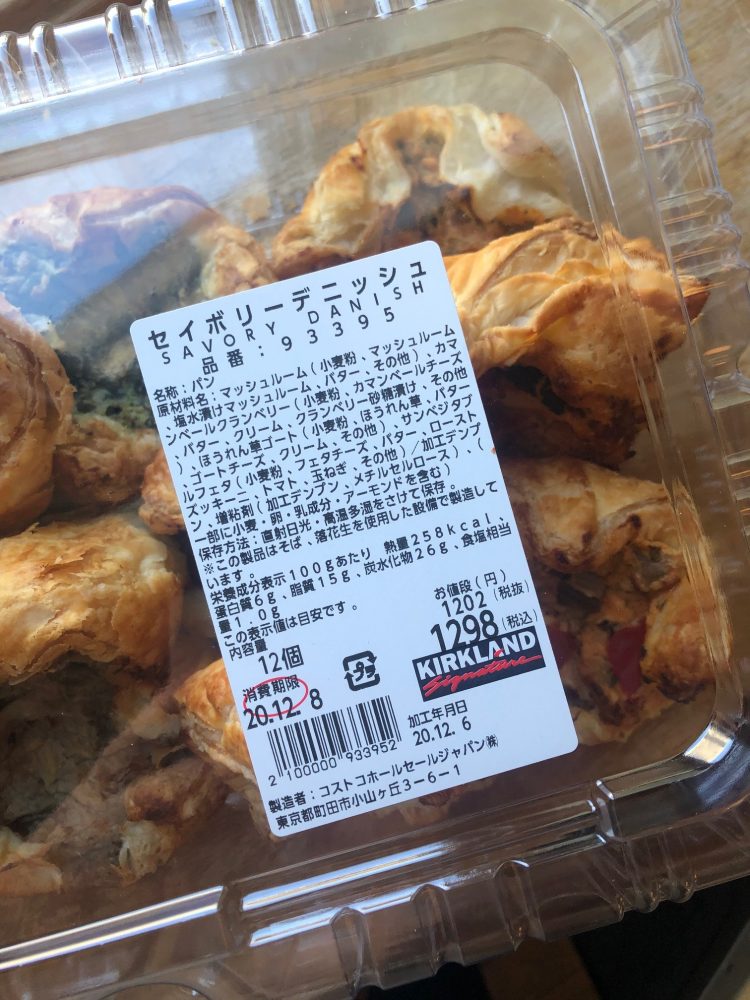 セイボリーデニッシュ
SAVORY DANISH
品番：93395
名称：パン
原材料名：マッシュルーム（小麦粉、マッシュルーム
塩水漬けマッシュルーム、バター、その他）、カマ
ンベールクランベリー（小麦粉、カマンベールチーズ
、バター、クリーム、クランベリー砂糖漬け、その他
）、ほうれん草ゴート（小麦粉、ほうれん草、バター
、ゴートチーズ、クリーム、その他）、サンベジタブ
ルフェタ（小麦粉、フェタチーズ、バター、ロースト
ズッキーニ、トマト、玉ねぎ、その他）/加工デンプ
ン、増粘剤（加工デンプン、メチルセルロース）、（
一部に小麦・卵・乳成分・アーモンドを含む）
保存方法：直射日光・高温多湿をさけて保存。
※この製品はそば、落花生を使用した設備で製造して
います。
栄養成分表示100gあたり 熱量258kcal、
蛋白質6g、脂質15g、炭水化物26g、食塩相当
量1.0g
この表示値は目安です。
内容量
12個
お値段（円）
1202（税抜）
1298（税込）
プラ
KIRKLAND
Signature
消費期限
20.12. 8
加工年月日
20.12. 6
2 100000 933952
製造者：コストコホールセールジャパン㈱
東京都町田市小山ヶ丘3-6-1